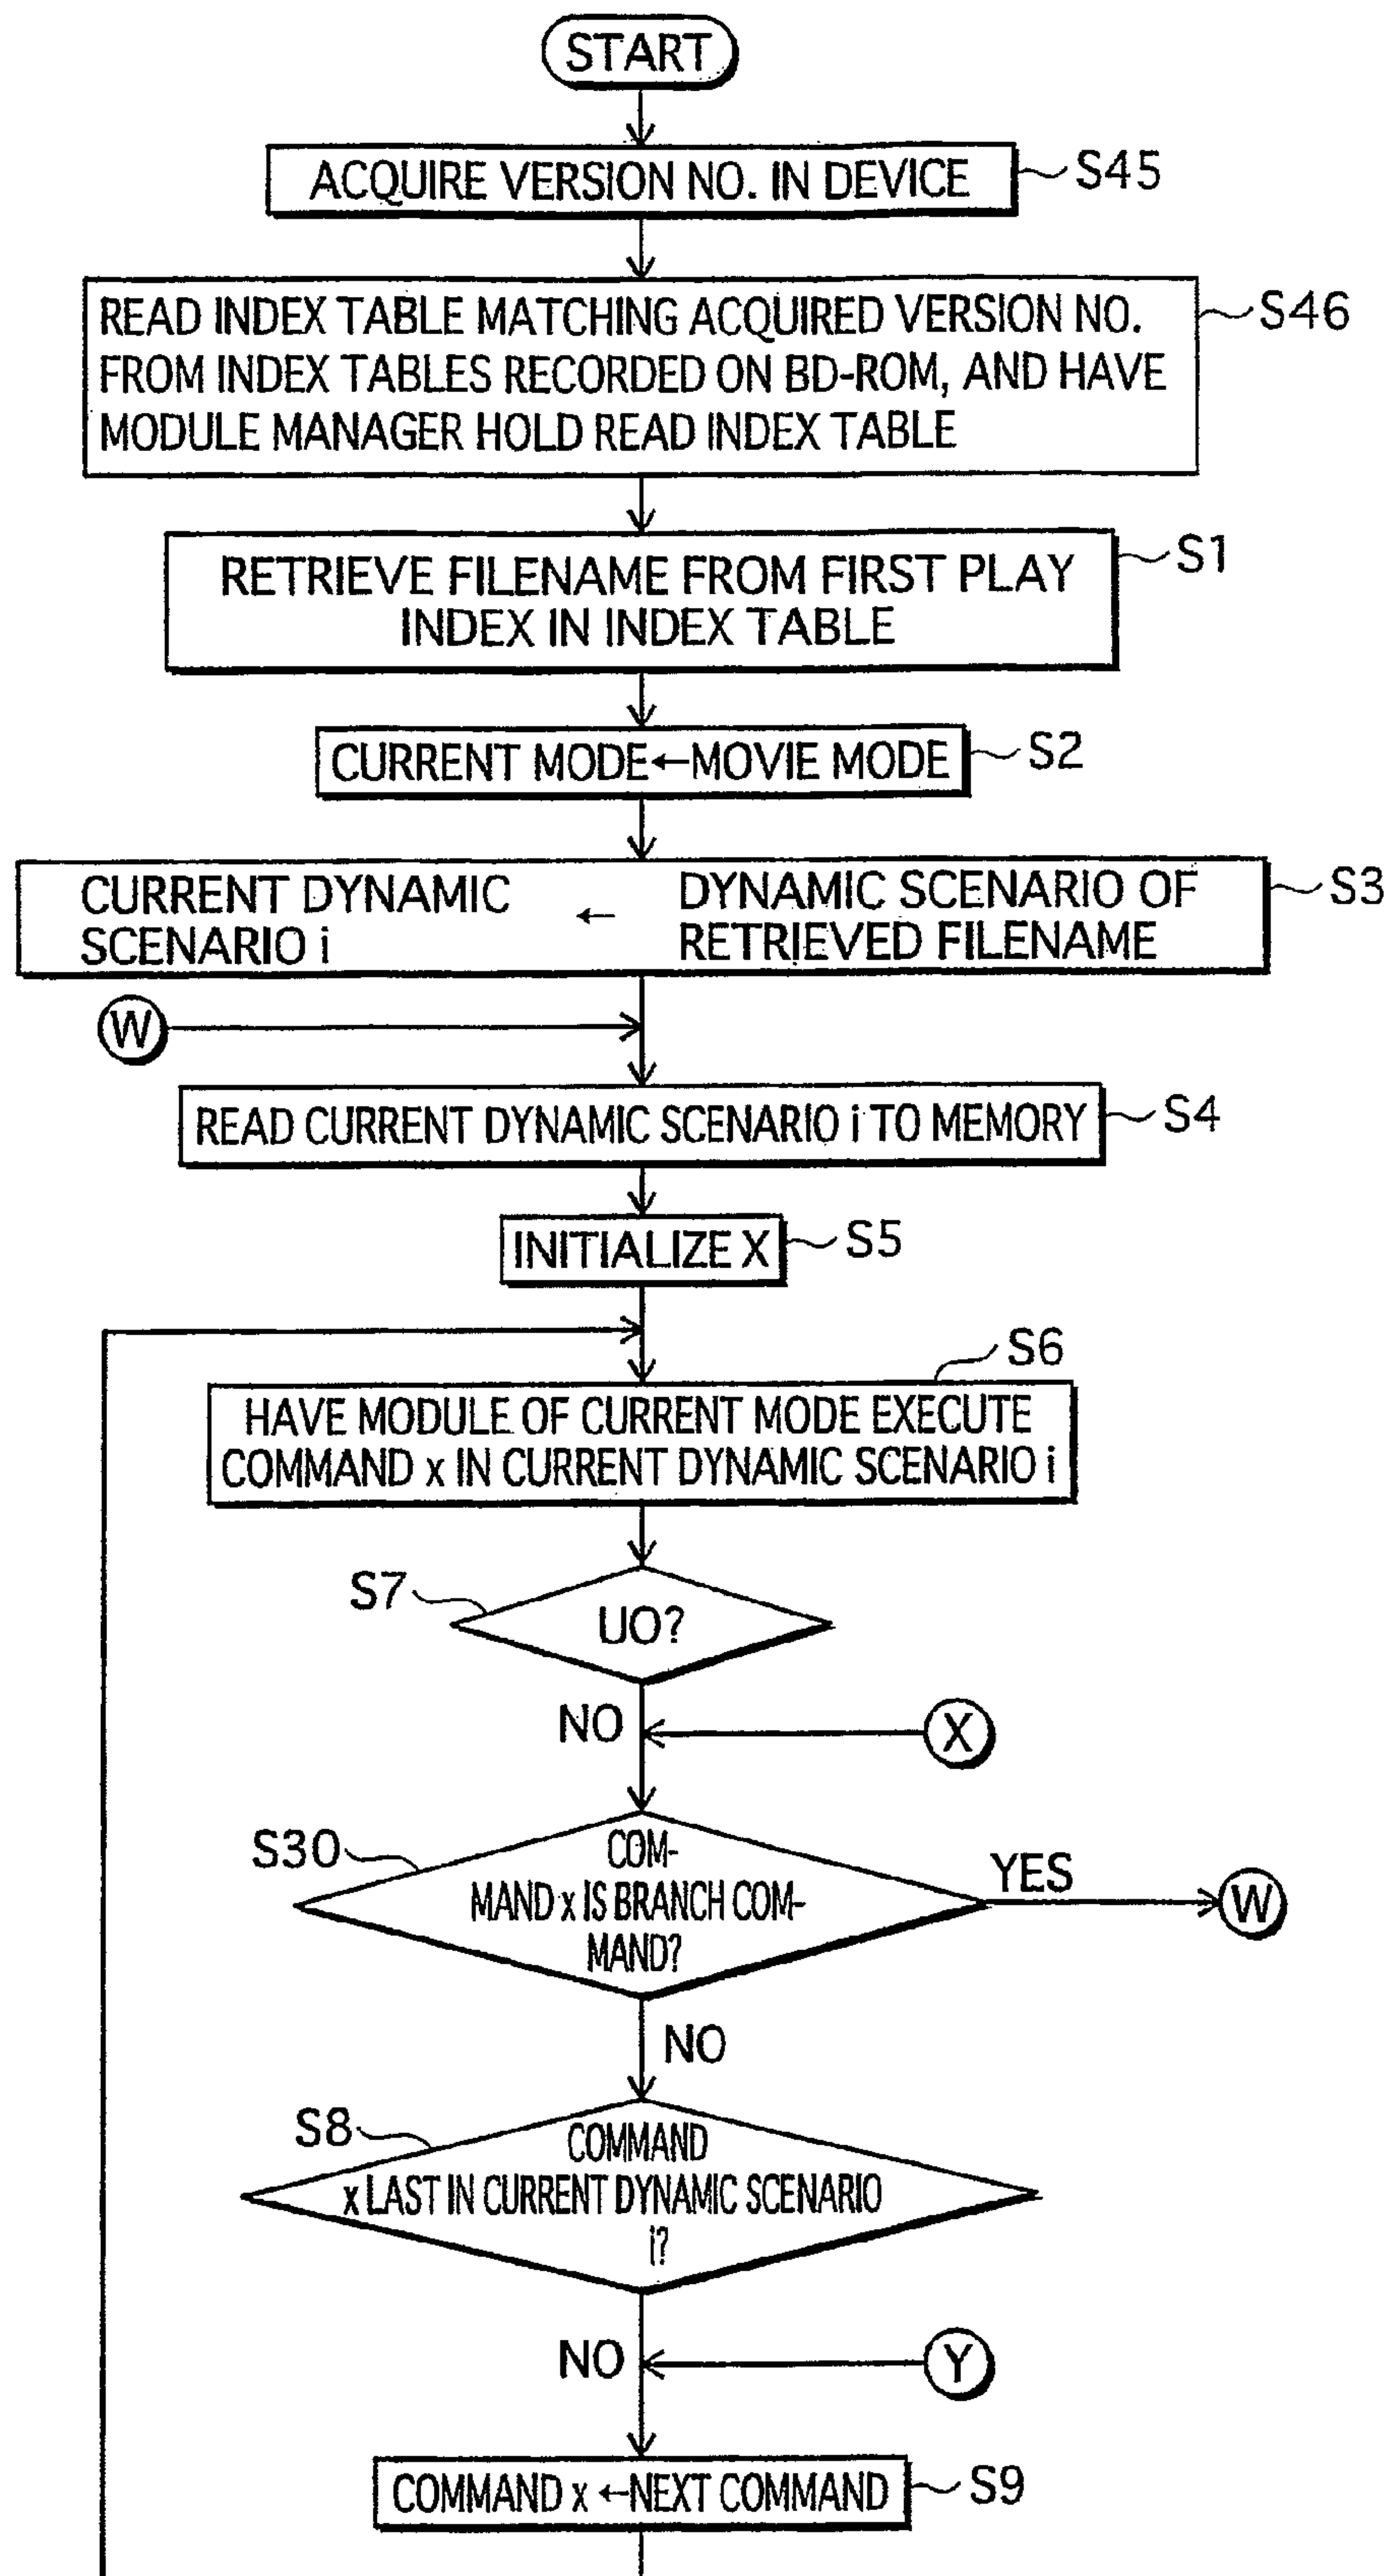 START
ACQUIRE VERSION NO. IN DEVICE
S45
READ INDEX TABLE MATCHING ACQUIRED VERSION NO.
FROM INDEX TABLES RECORDED ON BD-ROM, AND HAVE
MODULE MANAGER HOLD READ INDEX TABLE
S46
RETRIEVE FILENAME FROM FIRST PLAY
INDEX IN INDEX TABLE
S1
CURRENT MODE←MOVIE MODE
S2
CURRENT DYNAMIC
SCENARIO i
←
DYNAMIC SCENARIO OF
RETRIEVED FILENAME
S3
W
READ CURRENT DYNAMIC SCENARIO i TO MEMORY
S4
INITIALIZE X
S5
S6
HAVE MODULE OF CURRENT MODE EXECUTE
COMMAND x IN CURRENT DYNAMIC SCENARIO i
S7
UO?
NO
X
S30
COM-
MAND x IS BRANCH COM-
MAND?
YES
W
NO
S8
COMMAND
x LAST IN CURRENT DYNAMIC SCENARIO
i?
NO
Y
COMMAND x ←NEXT COMMAND
S9